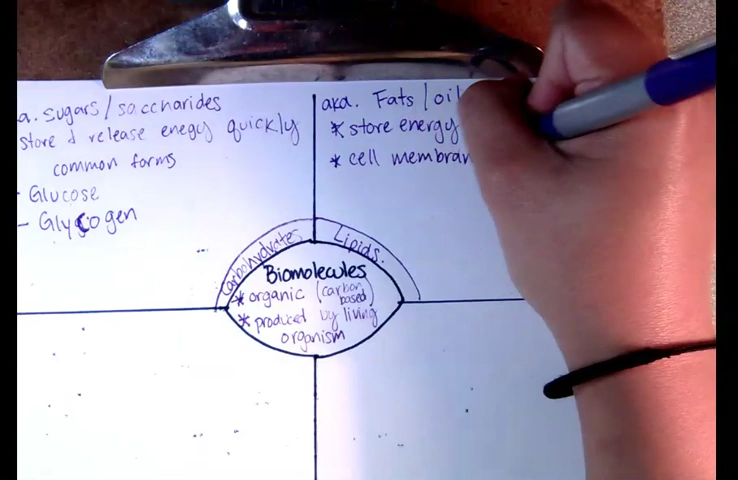 a. Sugars/saccharides
store & release enegy quickly
common forms
- Glucose
- Glycogen
aka. Fats/oil
* store energy
* cell membran
Carbohydrates
Lipids.
Biomolecules
* organic (carbon based)
* produced by living
organism